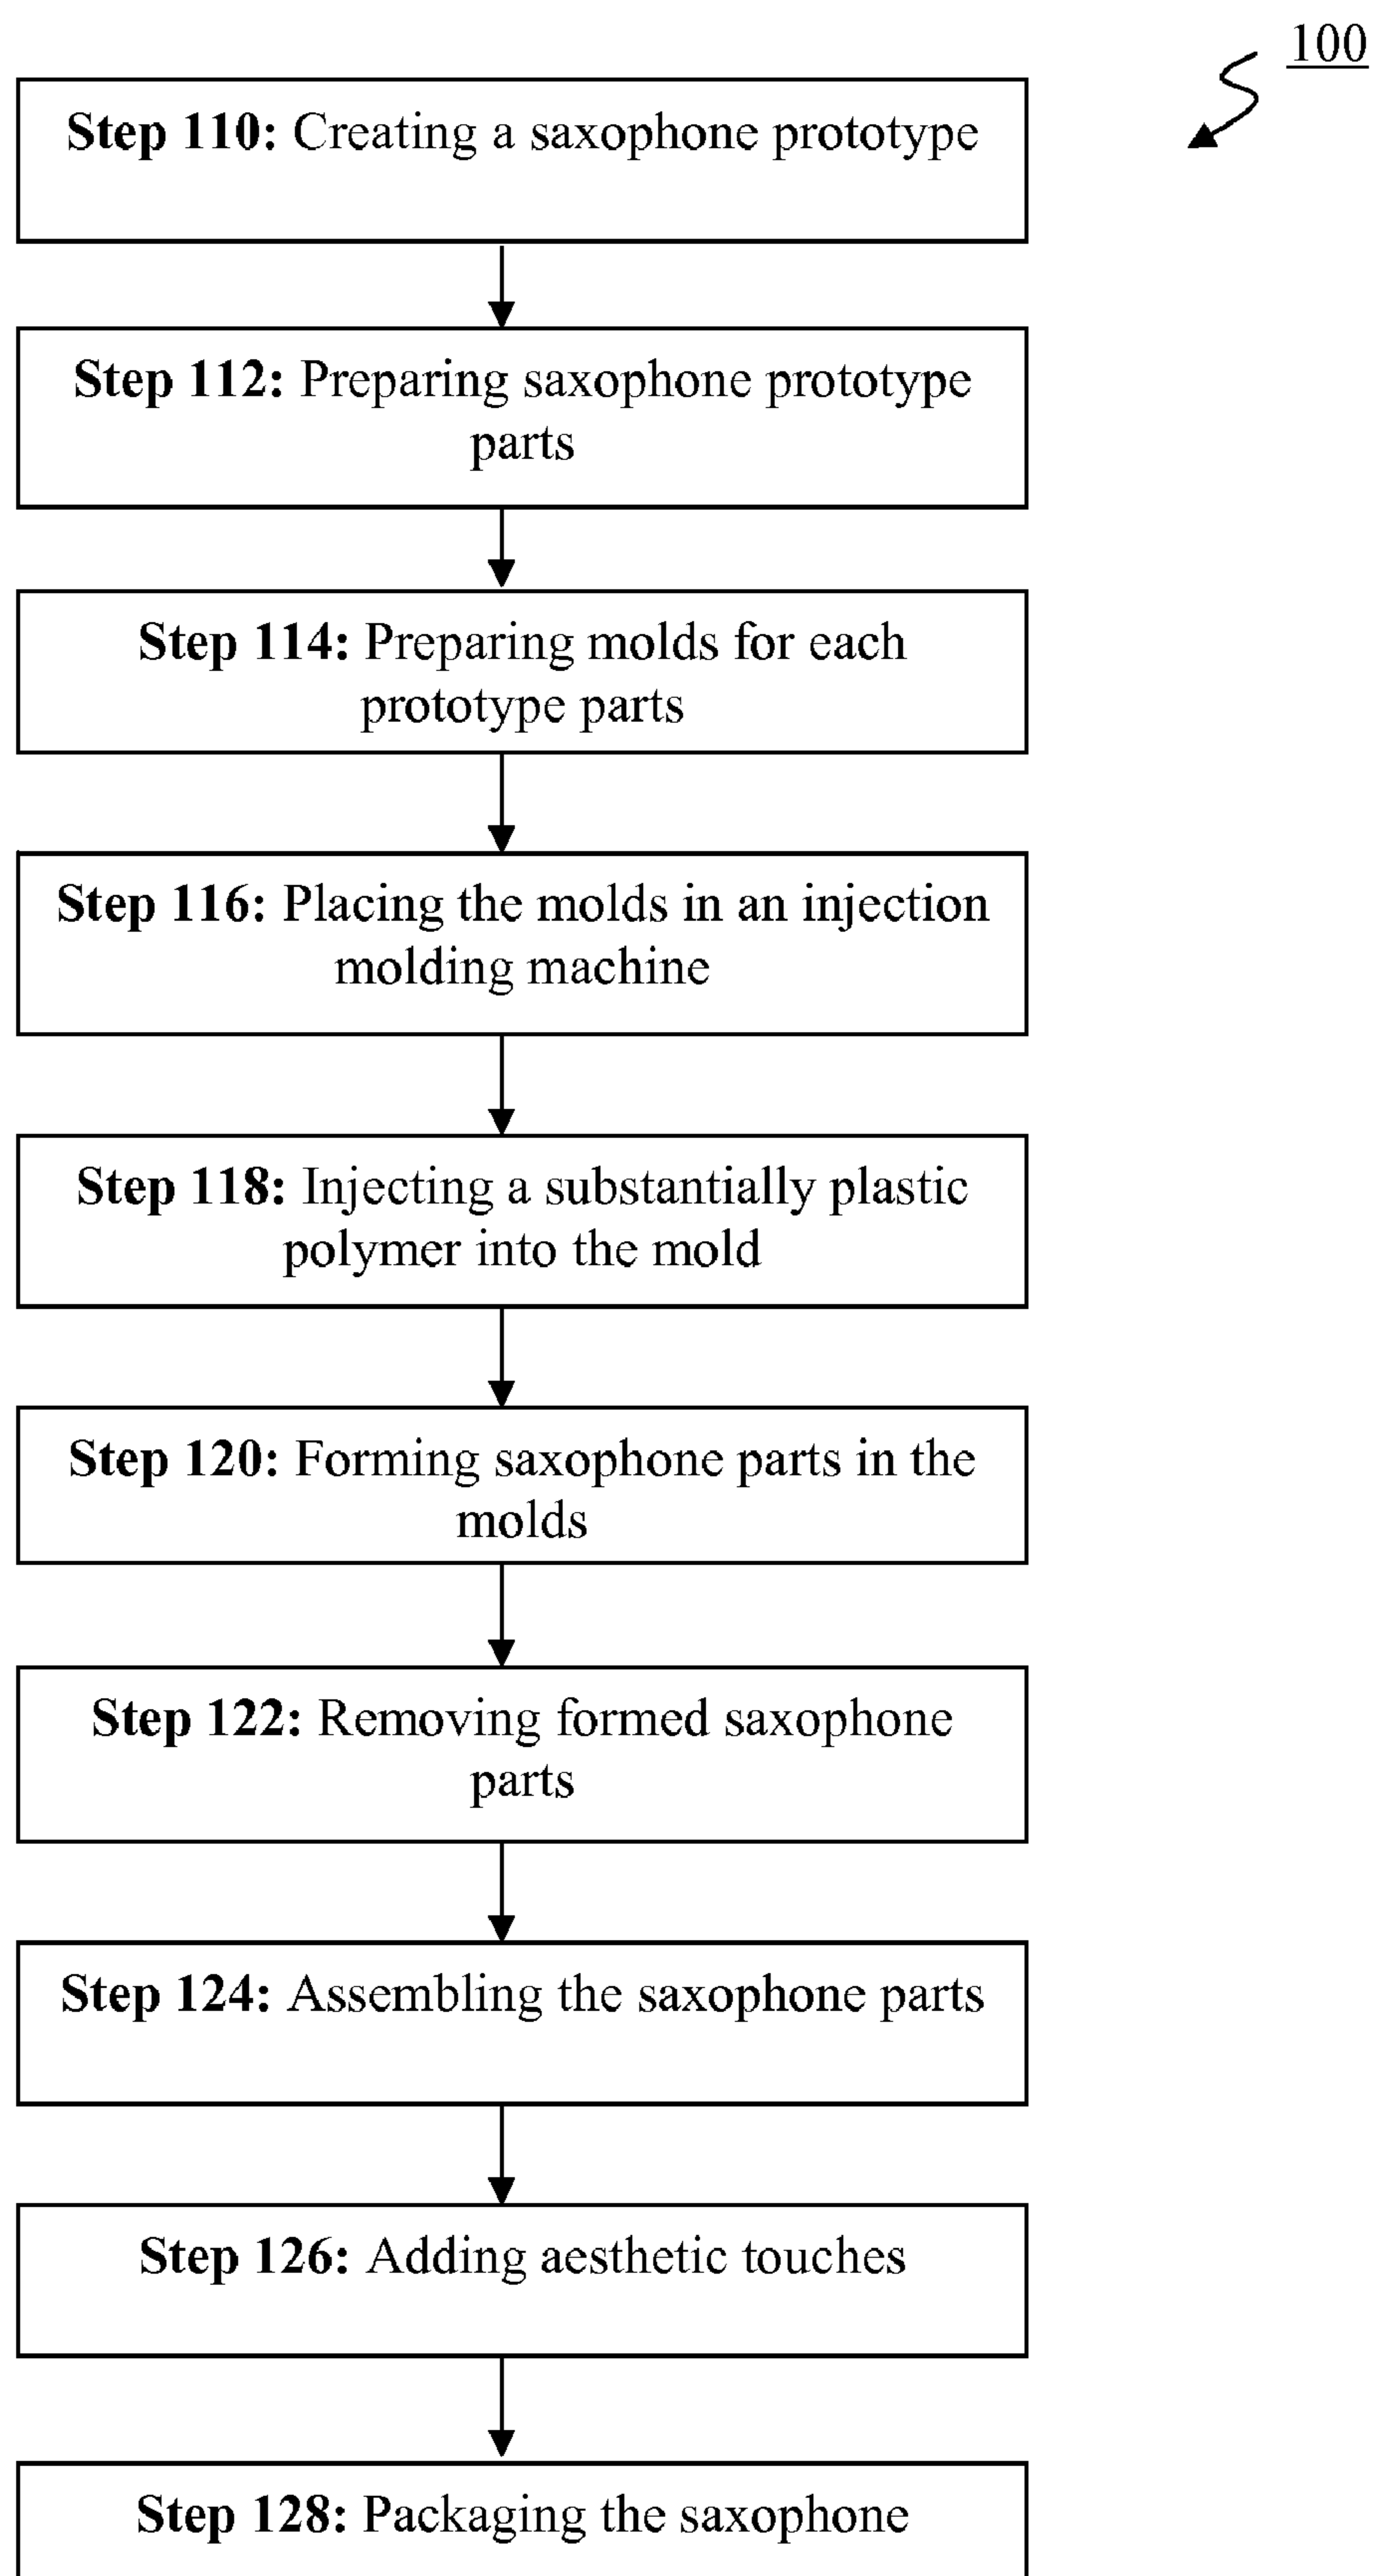 100
Step 110: Creating a saxophone prototype
Step 112: Preparing saxophone prototype
parts
Step 114: Preparing molds for each
prototype parts
Step 116: Placing the molds in an injection
molding machine
Step 118: Injecting a substantially plastic
polymer into the mold
Step 120: Forming saxophone parts in the
molds
Step 122: Removing formed saxophone
parts
Step 124: Assembling the saxophone parts
Step 126: Adding aesthetic touches
Step 128: Packaging the saxophone